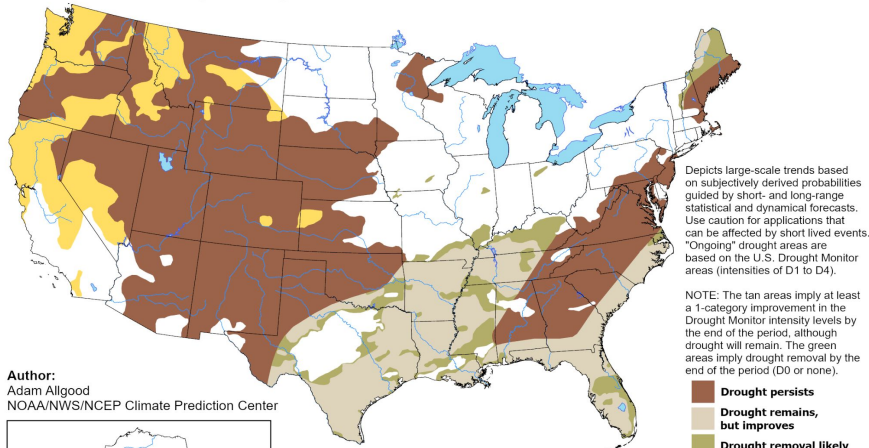 Depicts large-scale trends based
on subjectively derived probabilities
guided by short- and long-range
statistical and dynamical forecasts.
Use caution for applications that
can be affected by short lived events.
"Ongoing" drought areas are
based on the U.S. Drought Monitor
areas (intensities of D1 to D4).
NOTE: The tan areas imply at least
a 1-category improvement in the
Drought Monitor intensity levels by
the end of the period, although
drought will remain. The green
areas imply drought removal by the
end of the period (D0 or none).
Author:
Adam Allgood
NOAA/NWS/NCEP Climate Prediction Center
Drought persists
Drought remains,
but improves
Drought removal likely